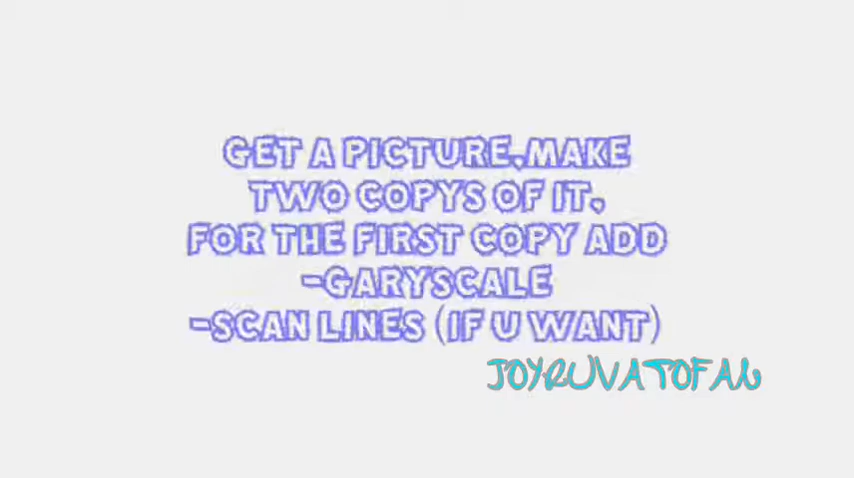 GET A PICTURE,MAKE
TWO COPYS OF IT,
FOR THE FIRST COPY ADD
-GARYSCALE
-SCAN LINES (IF U WANT)
JOYRUVATOFAN